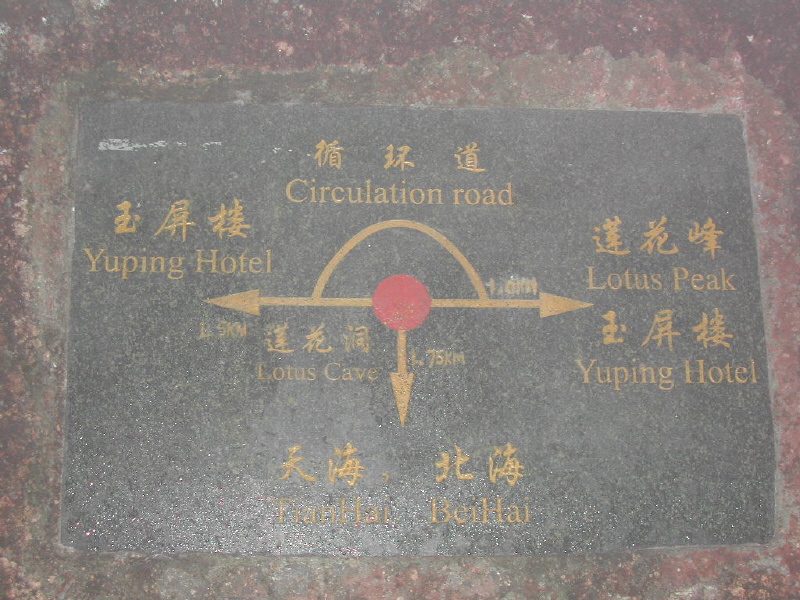 循环道
Circulation road
玉屏楼
Yuping Hotel
莲花峰
Lotus Peak
玉屏楼
Yuping Hotel
1.5KM
1.0KM
莲花洞
Lotus Cave
1.75KM
天海, 北海
TianHai BeiHai